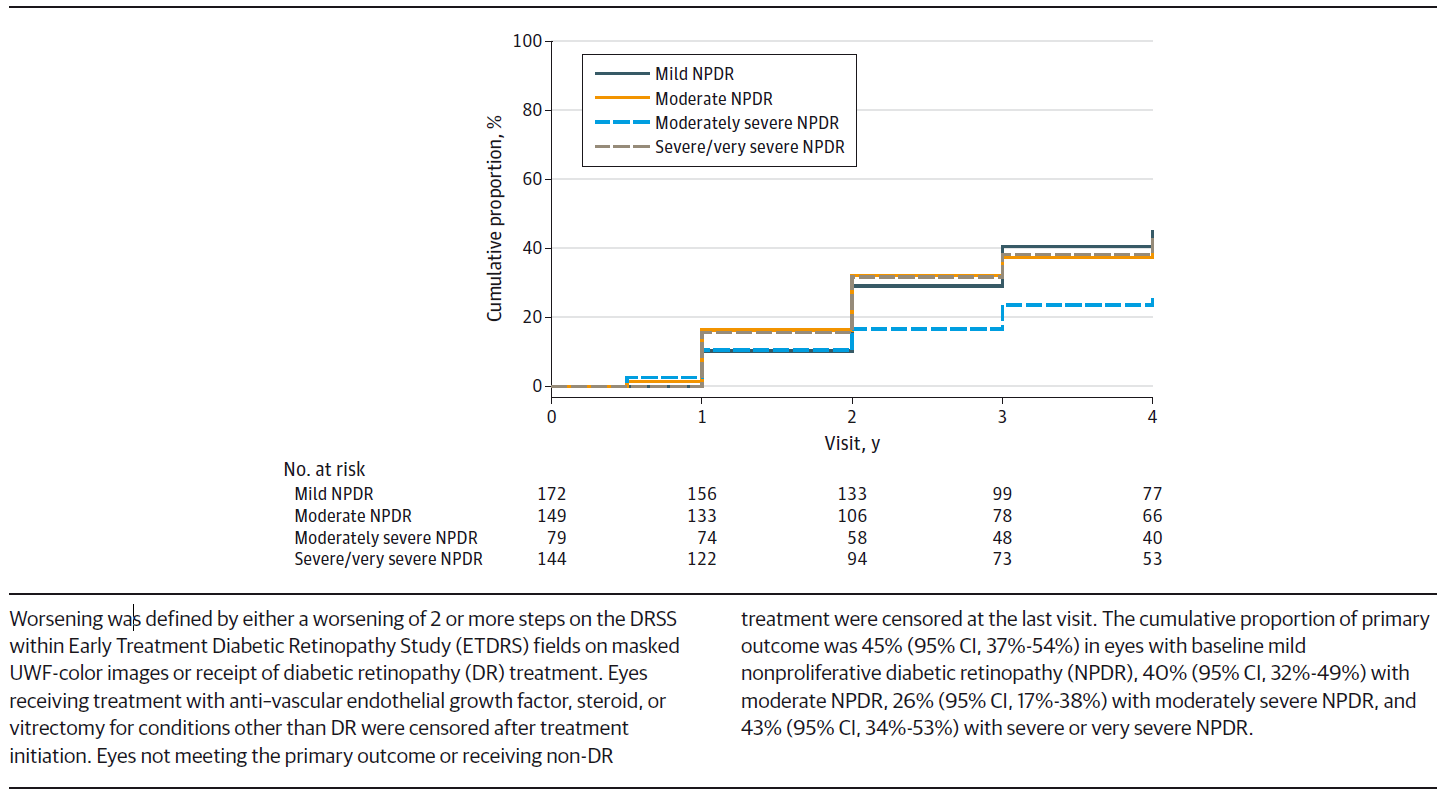 100
80
60
40
20
0
Cumulative proportion, %
Mild NPDR
Moderate NPDR
Moderately severe NPDR
Severe/very severe NPDR
0 1 2 3 4
Visit, y
No. at risk
Mild NPDR 172 156 133 99 77
Moderate NPDR 149 133 106 78 66
Moderately severe NPDR 79 74 58 48 40
Severe/very severe NPDR 144 122 94 73 53
Worsening was defined by either a worsening of 2 or more steps on the DRSS
within Early Treatment Diabetic Retinopathy Study (ETDRS) fields on masked
UWF-color images or receipt of diabetic retinopathy (DR) treatment. Eyes
receiving treatment with anti–vascular endothelial growth factor, steroid, or
vitrectomy for conditions other than DR were censored after treatment
initiation. Eyes not meeting the primary outcome or receiving non-DR
treatment were censored at the last visit. The cumulative proportion of primary
outcome was 45% (95% CI, 37%-54%) in eyes with baseline mild
nonproliferative diabetic retinopathy (NPDR), 40% (95% CI, 32%-49%) with
moderate NPDR, 26% (95% CI, 17%-38%) with moderately severe NPDR, and
43% (95% CI, 34%-53%) with severe or very severe NPDR.